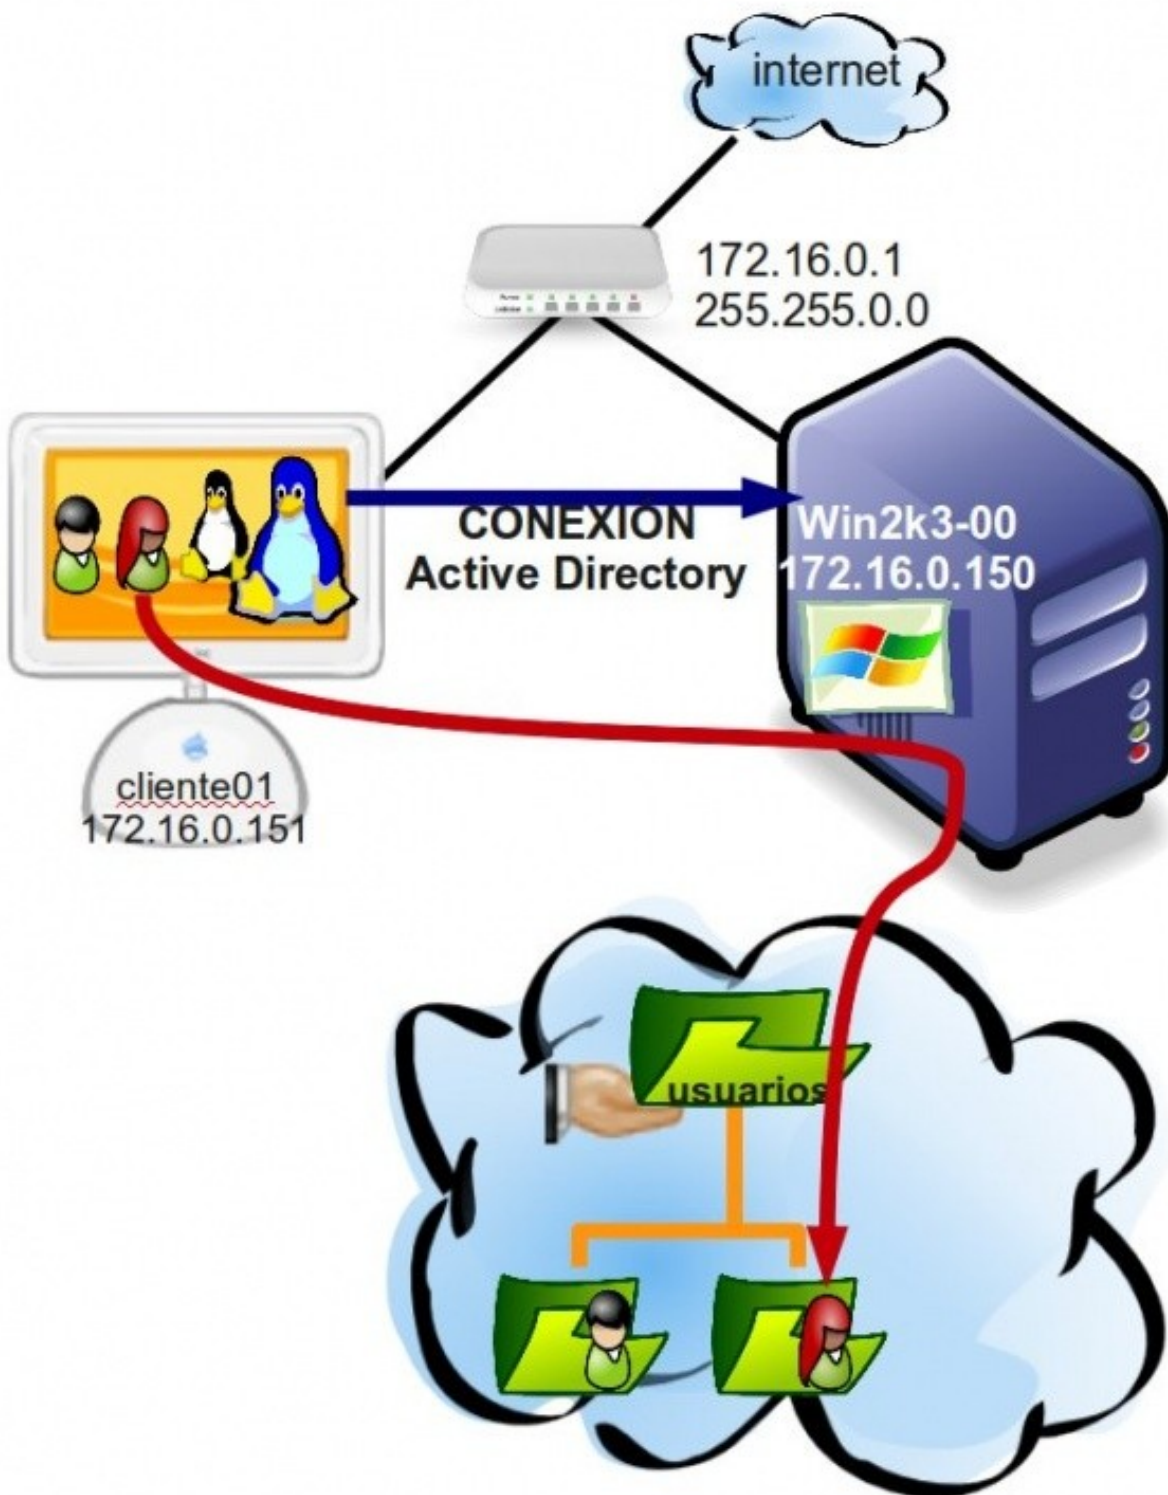 internet
172.16.0.1
255.255.0.0
CONEXIÓN
Active Directory
Win2k3-00
172.16.0.150
cliente01
172.16.0.151
usuarios